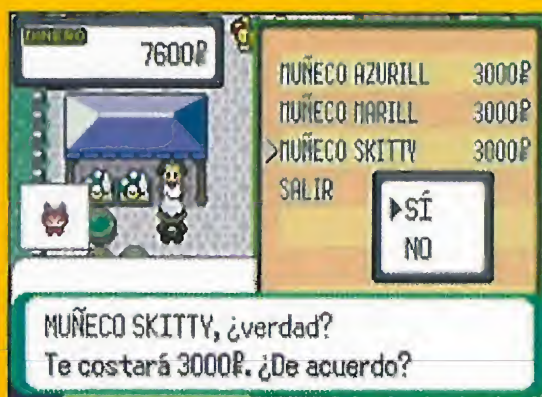 DINERO
7600₽
MUÑECO AZURILL 3000₽
MUÑECO MARILL 3000₽
>MUÑECO SKITTY 3000₽
SALIR
▶SÍ
NO
MUÑECO SKITTY, ¿verdad?
Te costará 3000₽. ¿De acuerdo?